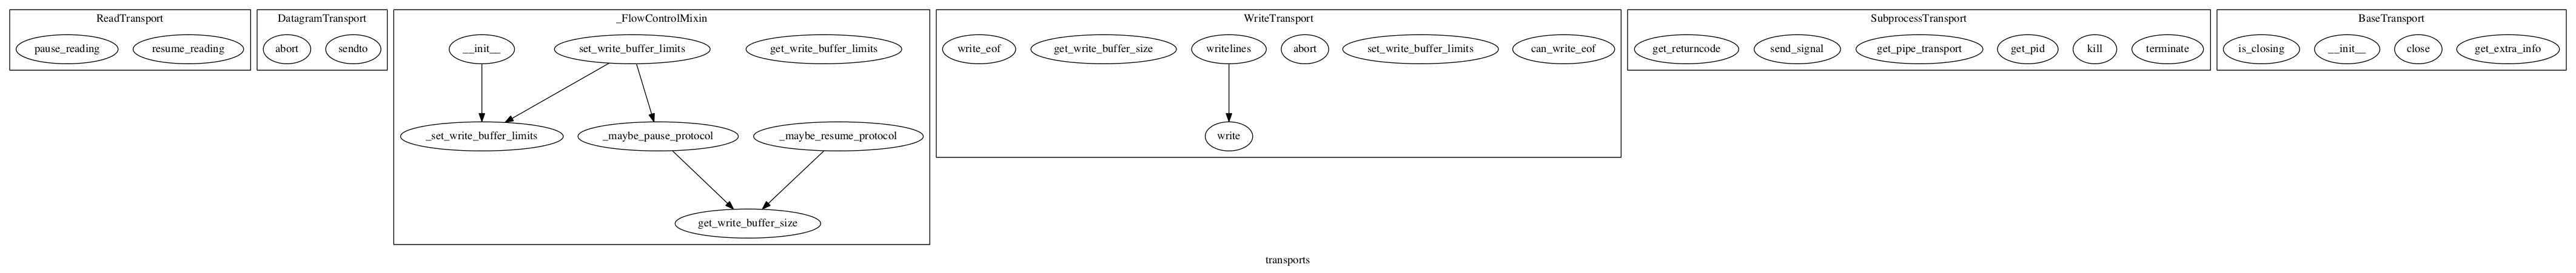 ReadTransport
pause_reading
resume_reading
DatagramTransport
abort
sendto
_FlowControlMixin
__init__
set_write_buffer_limits
get_write_buffer_limits
_set_write_buffer_limits
_maybe_pause_protocol
_maybe_resume_protocol
get_write_buffer_size
WriteTransport
write_eof
get_write_buffer_size
writelines
abort
set_write_buffer_limits
can_write_eof
write
SubprocessTransport
get_returncode
send_signal
get_pipe_transport
get_pid
kill
terminate
BaseTransport
is_closing
__init__
close
get_extra_info
transports